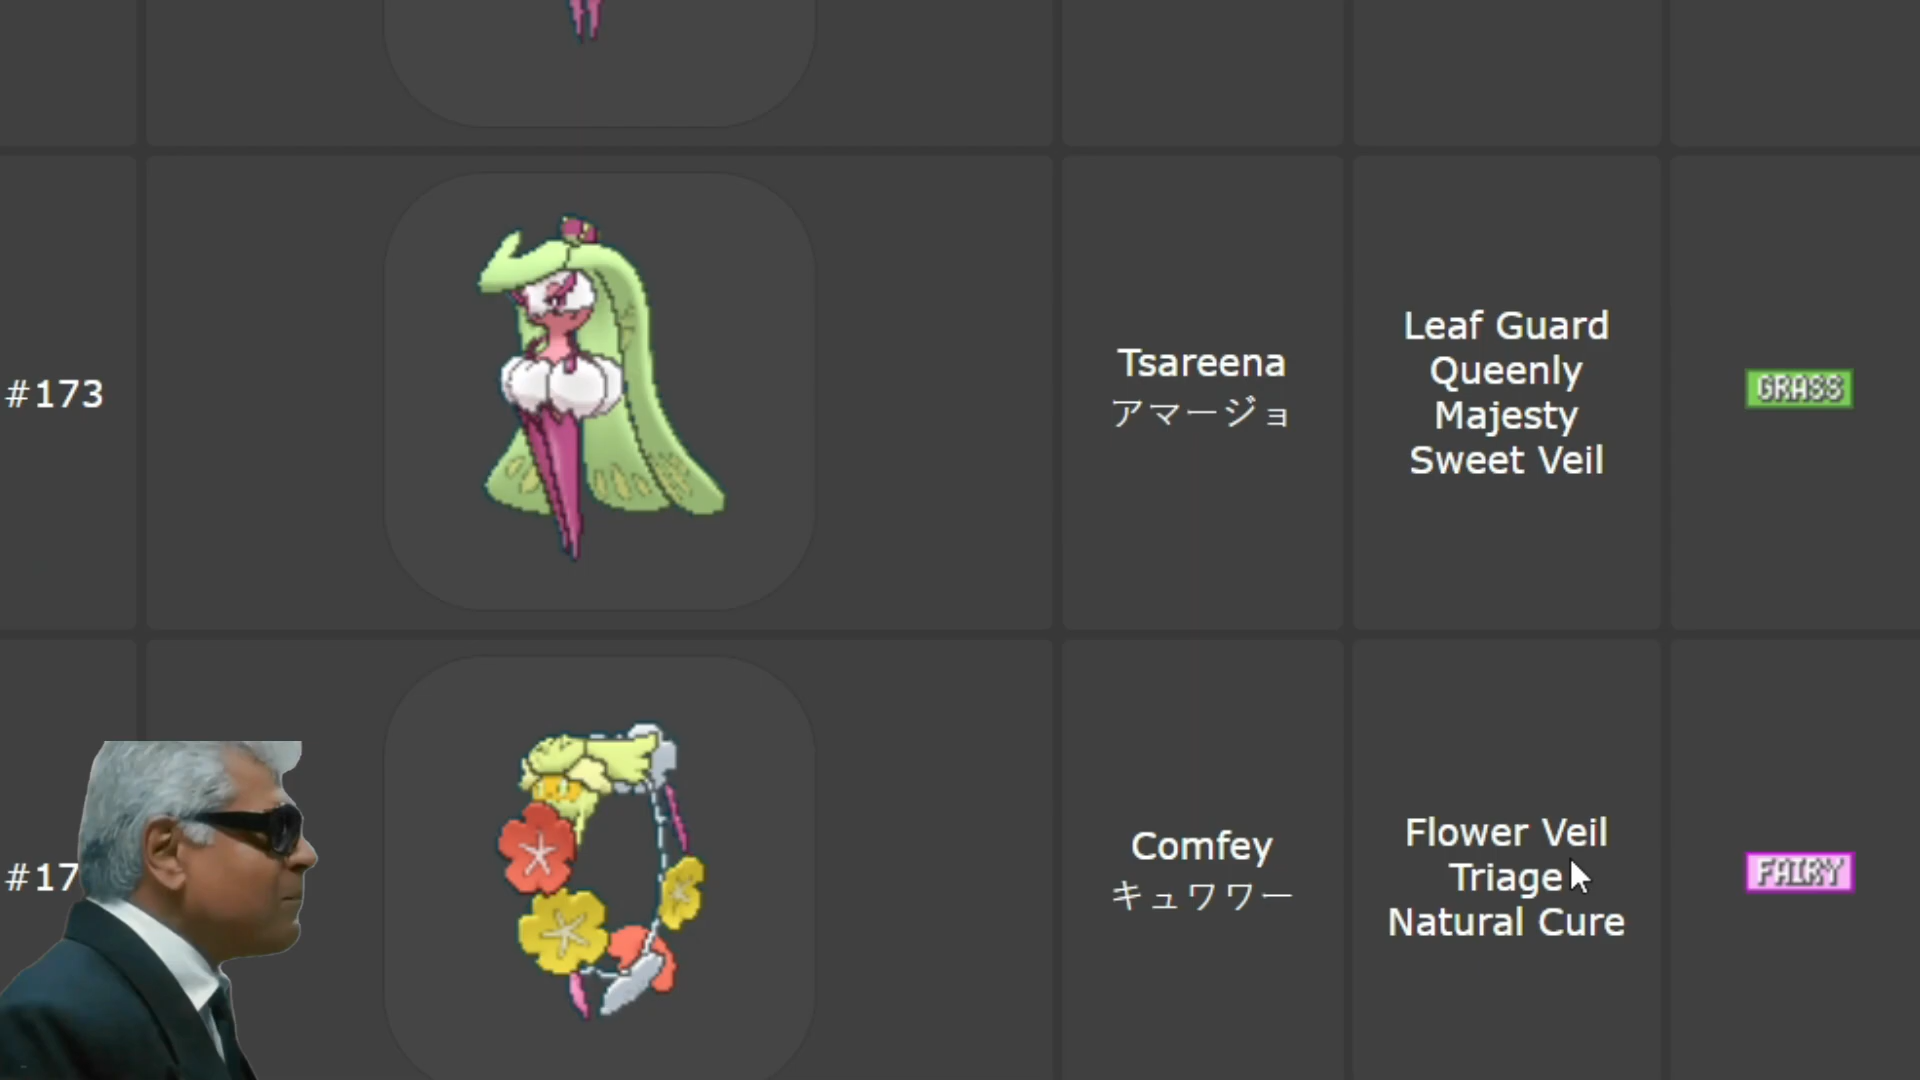 #173
Tsareena
アマージョ
Leaf Guard
Queenly
Majesty
Sweet Veil
GRASS
#17
Comfey
キュワワー
Flower Veil
Triage
Natural Cure
FAIRY